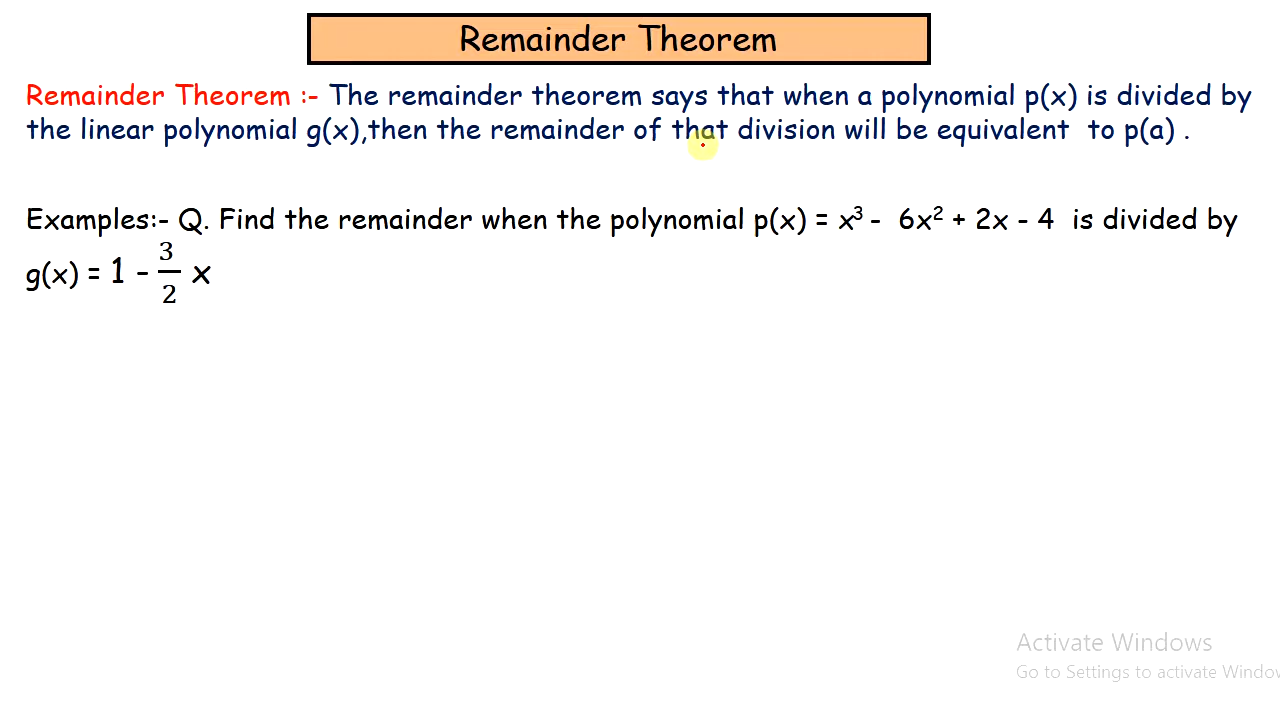 Remainder Theorem
Remainder Theorem :- The remainder theorem says that when a polynomial p(x) is divided by
the linear polynomial g(x),then the remainder of that division will be equivalent to p(a) .
Examples:- Q. Find the remainder when the polynomial p(x) = x³ - 6x² + 2x - 4 is divided by
g(x) = 1 - 3/2 x
Activate Windows
Go to Settings to activate Windo